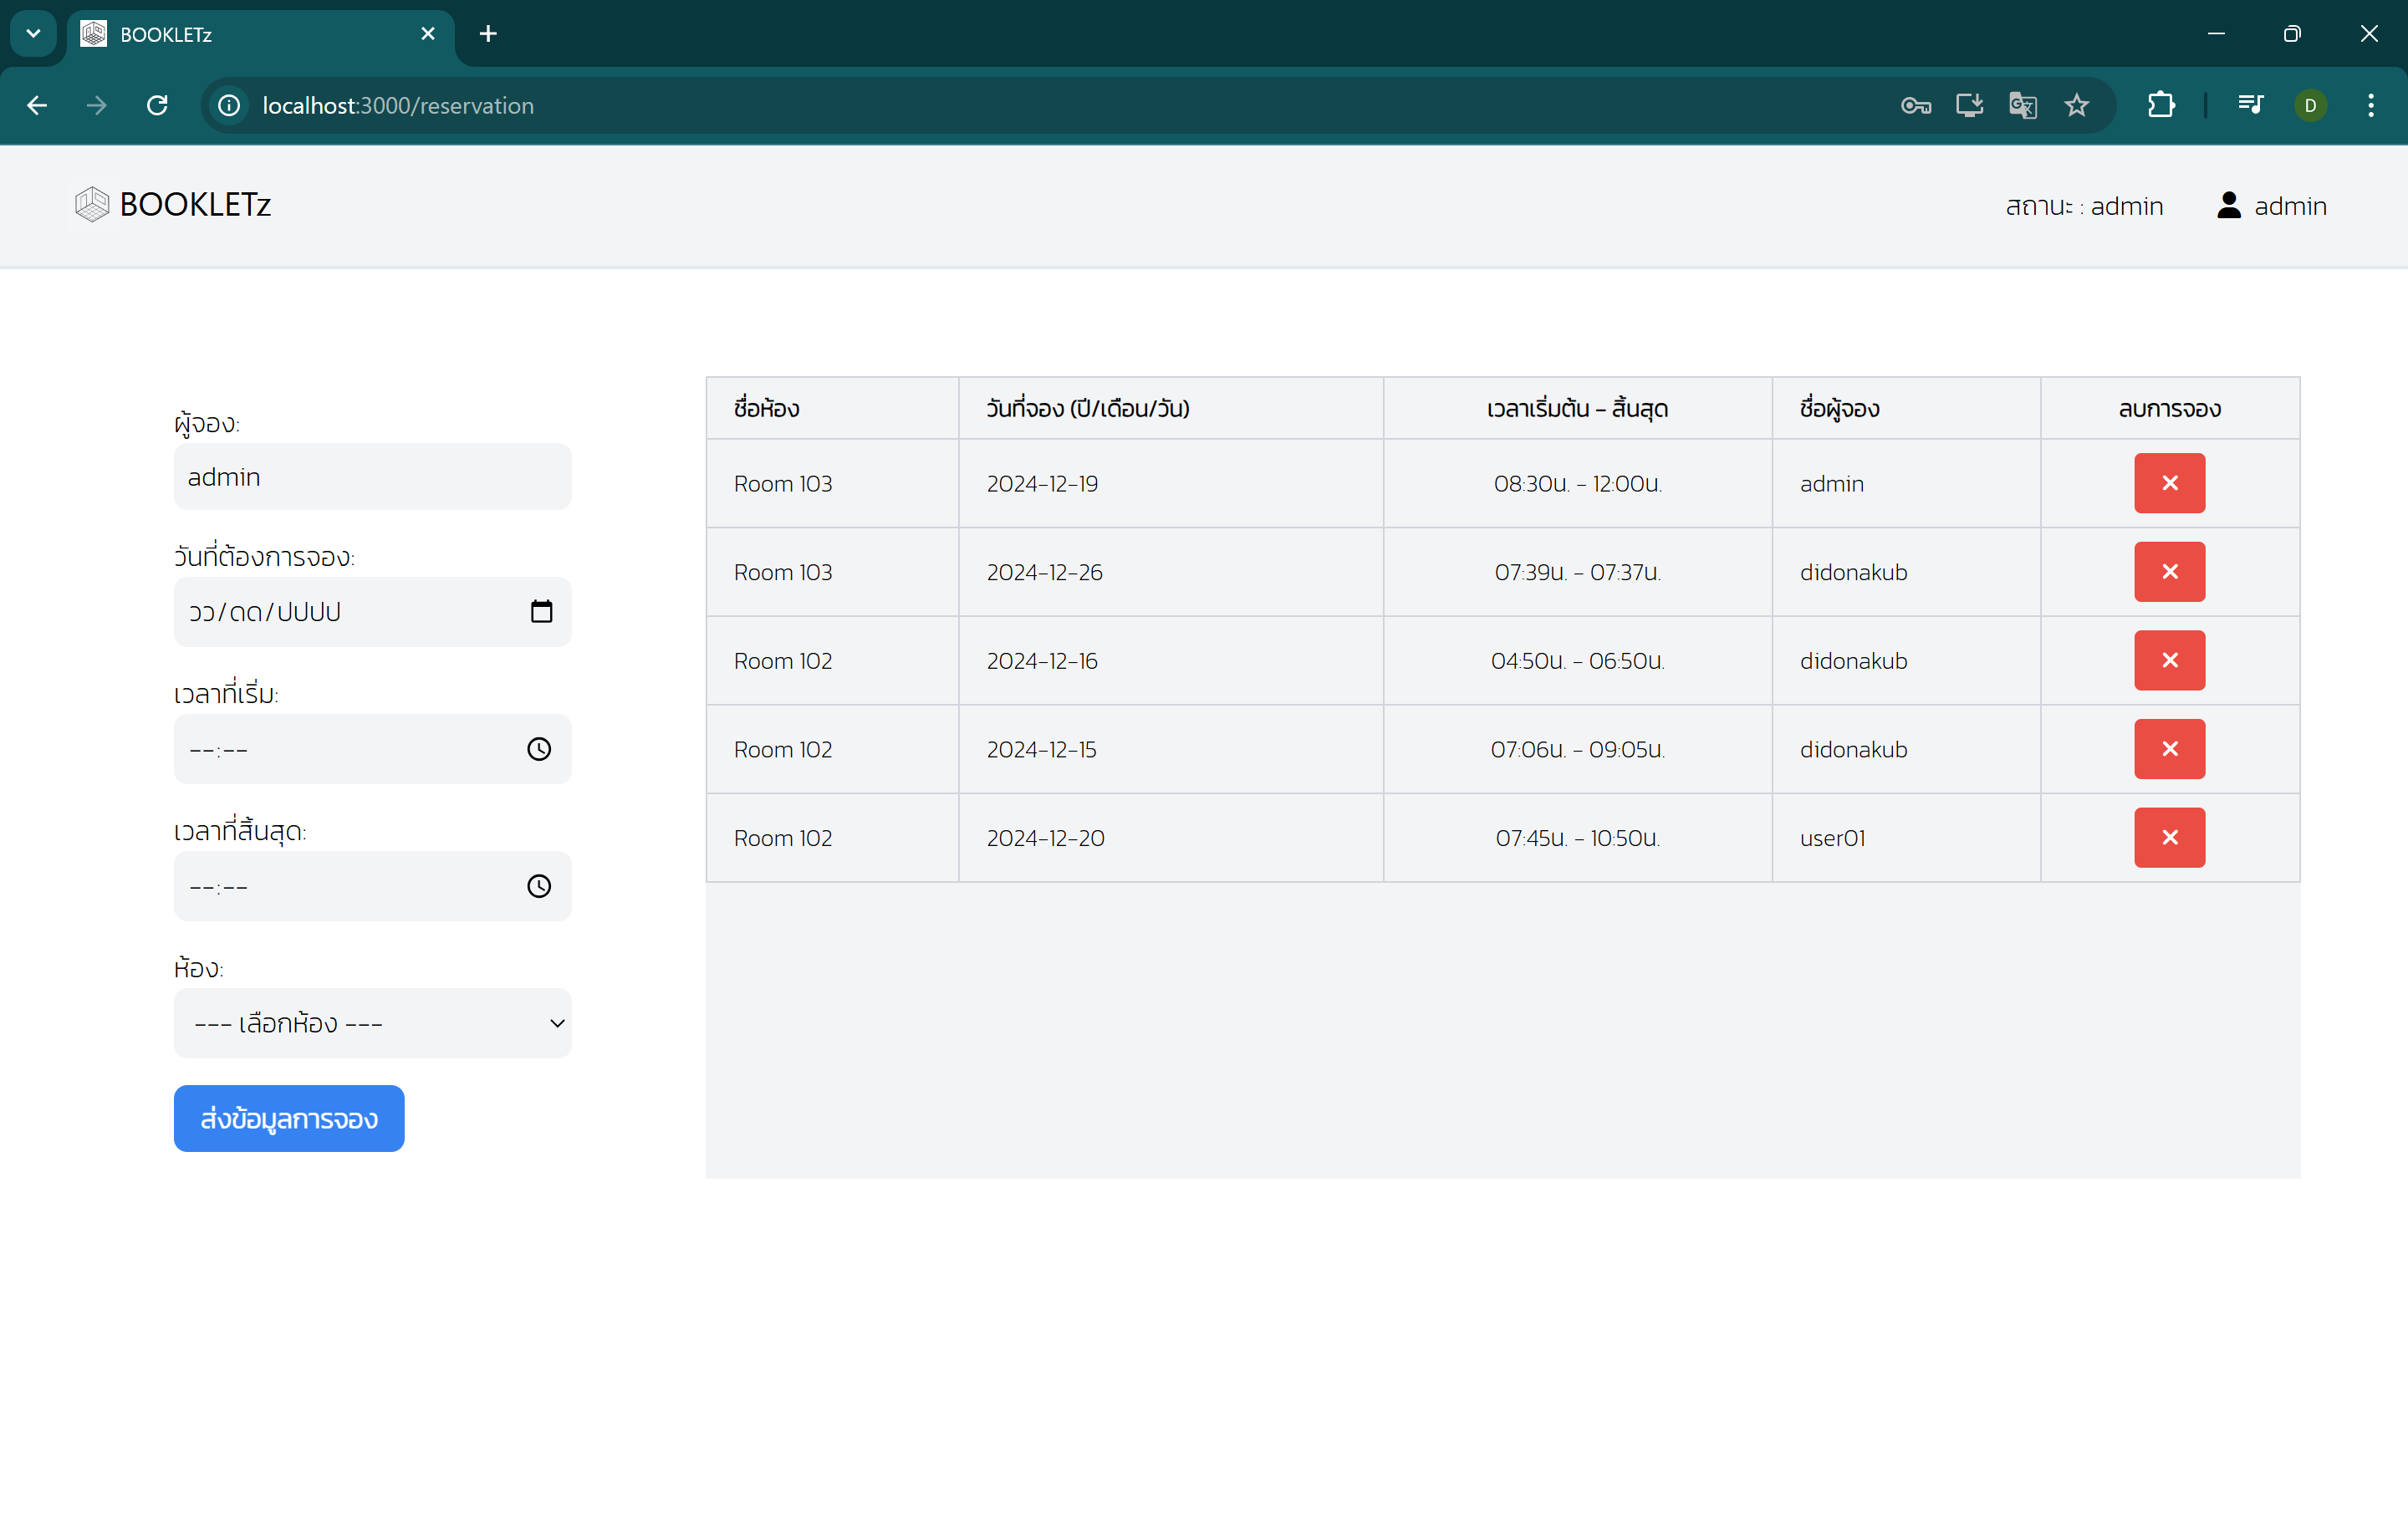 BOOKLETz
localhost:3000/reservation
D
BOOKLETz
สถานะ : admin
admin
ผู้จอง:
admin
วันที่ต้องการจอง:
วว/ดด/ปปปป
เวลาที่เริ่ม:
--:--
เวลาที่สิ้นสุด:
--:--
ห้อง:
--- เลือกห้อง ---
ส่งข้อมูลการจอง
ชื่อห้อง วันที่จอง (ปี/เดือน/วัน) เวลาเริ่มต้น - สิ้นสุด ชื่อผู้จอง ลบการจอง
Room 103 2024-12-19 08:30น. - 12:00น. admin
Room 103 2024-12-26 07:39น. - 07:37น. didonakub
Room 102 2024-12-16 04:50น. - 06:50น. didonakub
Room 102 2024-12-15 07:06น. - 09:05น. didonakub
Room 102 2024-12-20 07:45น. - 10:50น. user01